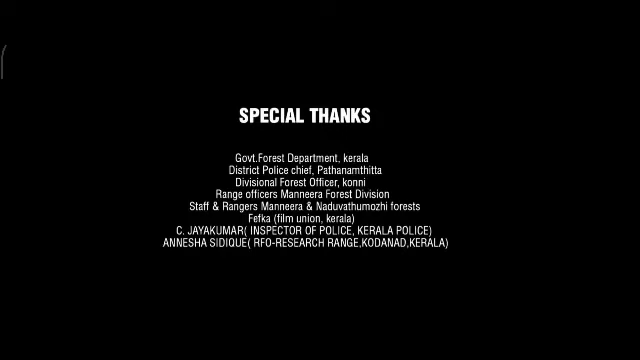 SPECIAL THANKS
Govt.Forest Department, kerala
District Police chief, Pathanamthitta
Divisional Forest Officer, konni
Range officers Manneera Forest Division
Staff & Rangers Manneera & Naduvathumozhi forests
Fefka (film union, kerala)
C. JAYAKUMAR( INSPECTOR OF POLICE, KERALA POLICE)
ANNESHA SIDIQUE( RFO-RESEARCH RANGE,KODANAD,KERALA)